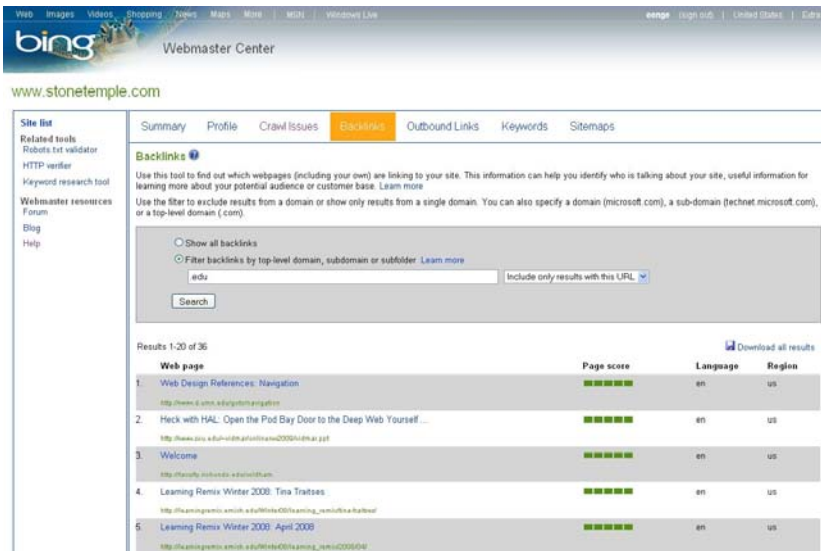 Web Images Videos Shopping News Maps More | MSN | Windows Live
eenge (sign out) | United States | Extra
bing Webmaster Center
www.stonetemple.com
Site list
Related tools
Robots.txt validator
HTTP verifier
Keyword research tool
Webmaster resources
Forum
Blog
Help
Summary Profile Crawl Issues Backlinks Outbound Links Keywords Sitemaps
Backlinks
Use this tool to find out which webpages (including your own) are linking to your site. This information can help you identify who is talking about your site, useful information for
learning more about your potential audience or customer base. Learn more
Use the filter to exclude results from a domain or show only results from a single domain. You can also specify a domain (microsoft.com), a sub-domain (technet.microsoft.com),
or a top-level domain (.com).
Show all backlinks
Filter backlinks by top-level domain, subdomain or subfolder Learn more
.edu Include only results with this URL
Search
Results 1-20 of 36 Download all results
Web page Page score Language Region
1. Web Design References: Navigation en us
http://www.d.umn.edu/goto/navigation
2. Heck with HAL: Open the Pod Bay Door to the Deep Web Yourself ... en us
3. Welcome en us
4. Learning Remix Winter 2008: Tina Traitses en us
5. Learning Remix Winter 2008: April 2008 en us